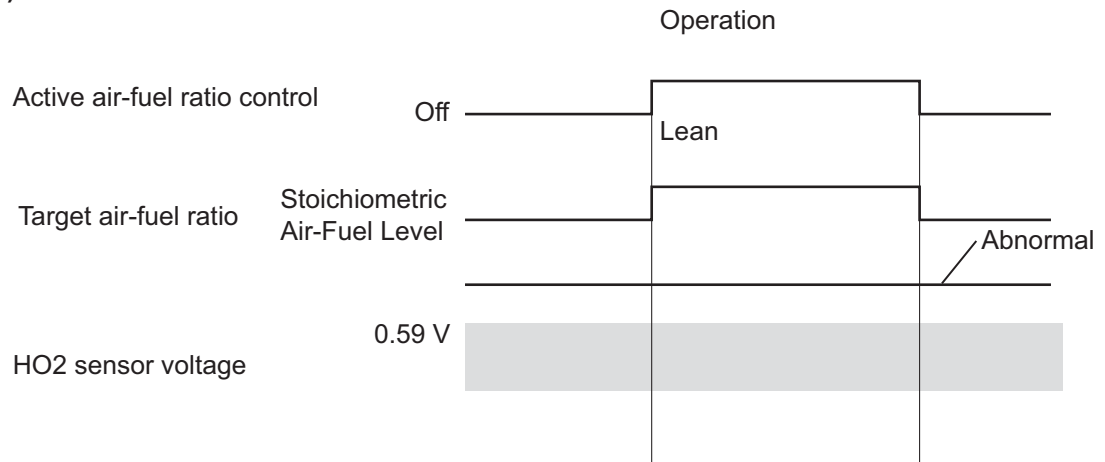 )
Operation
Active air-fuel ratio control
Off
Lean
Target air-fuel ratio
Stoichiometric
Air-Fuel Level
Abnormal
0.59 V
HO2 sensor voltage